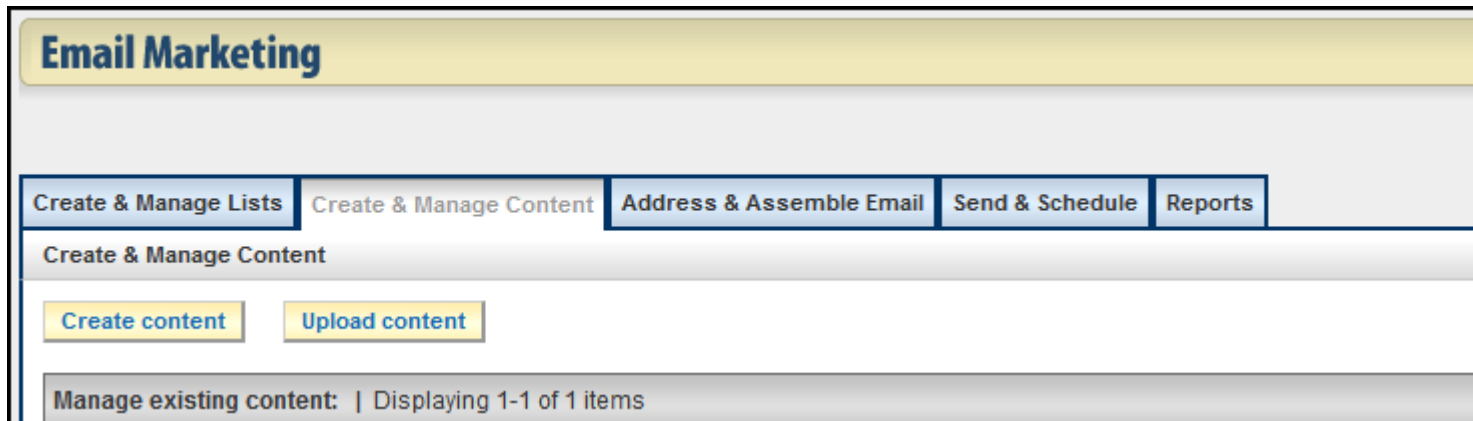 Email Marketing
Create & Manage Lists Create & Manage Content Address & Assemble Email Send & Schedule Reports
Create & Manage Content
Create content Upload content
Manage existing content: | Displaying 1-1 of 1 items